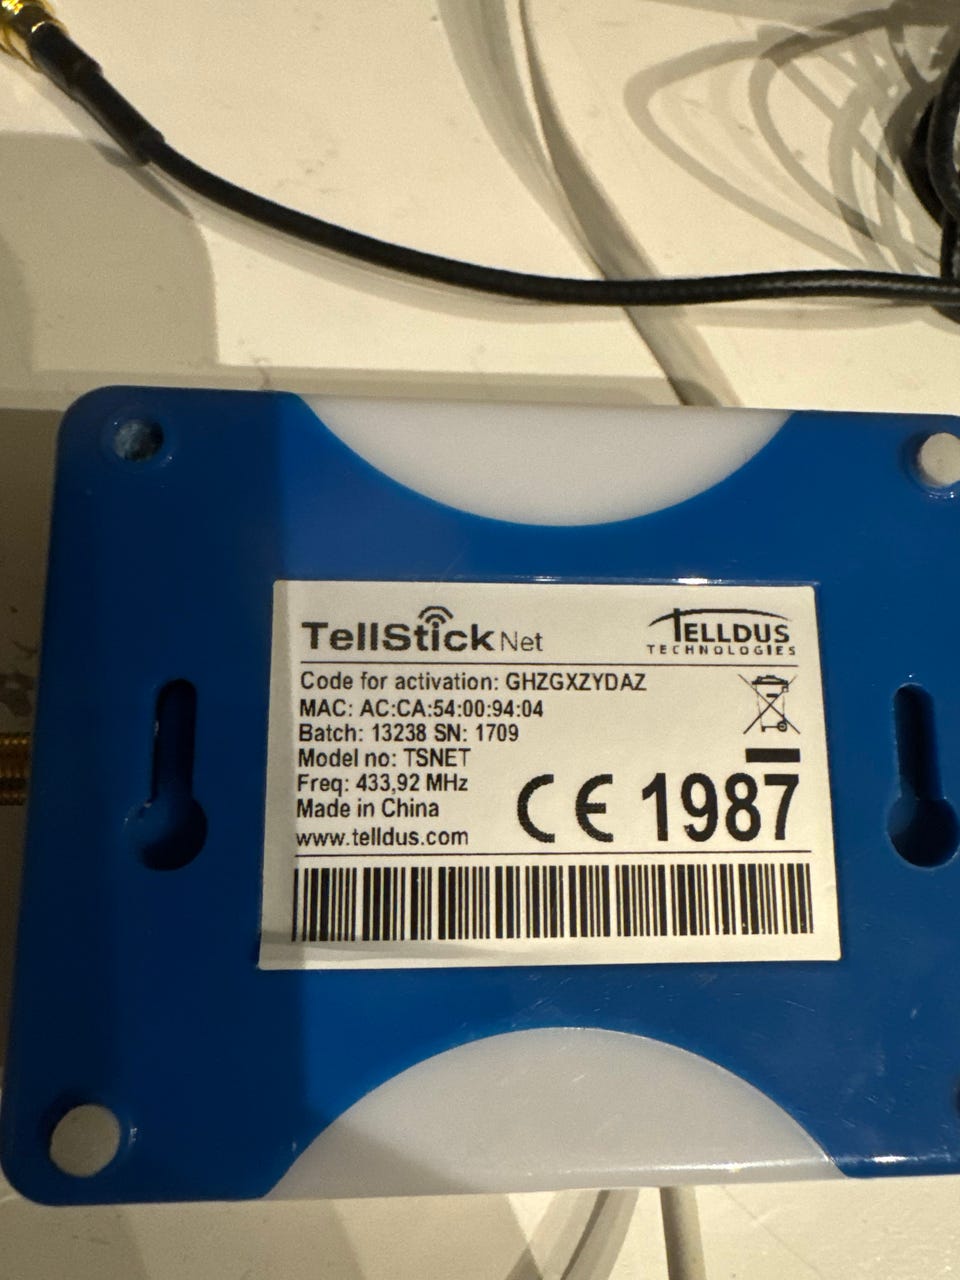 TellStick Net
TELLDUS
TECHNOLOGIES
Code for activation: GHZGXZYDAZ
MAC: AC:CA:54:00:94:04
Batch: 13238 SN: 1709
Model no: TSNET
Freq: 433,92 MHz
Made in China
www.telldus.com
CE 1987